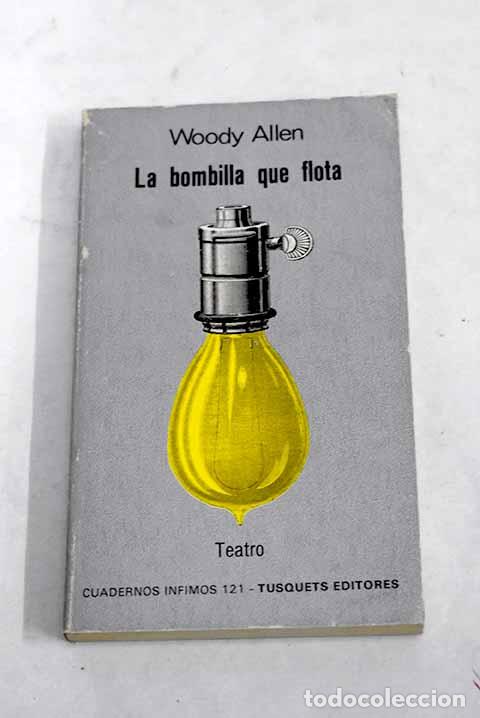 Woody Allen
La bombilla que flota
Teatro
CUADERNOS INFIMOS 121 - TUSQUETS EDITORES
todocoleccion